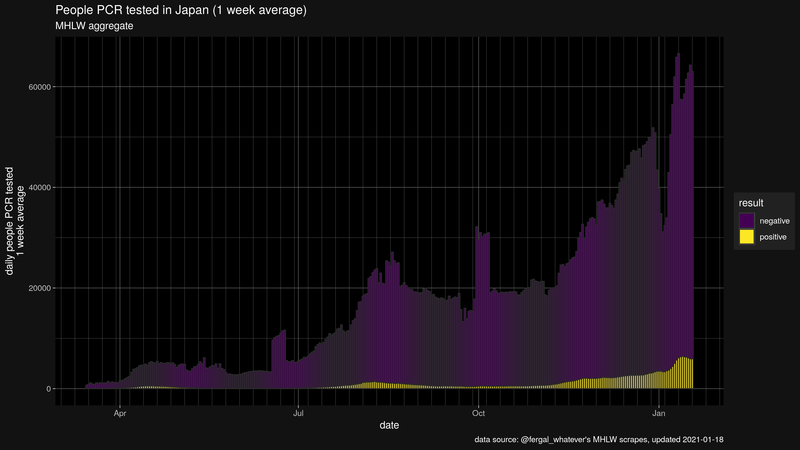 People PCR tested in Japan (1 week average)
MHLW aggregate
daily people PCR tested
1 week average
60000
40000
20000
0
Apr
Jul
Oct
Jan
date
result
negative
positive
data source: @fergal_whatever's MHLW scrapes, updated 2021-01-18